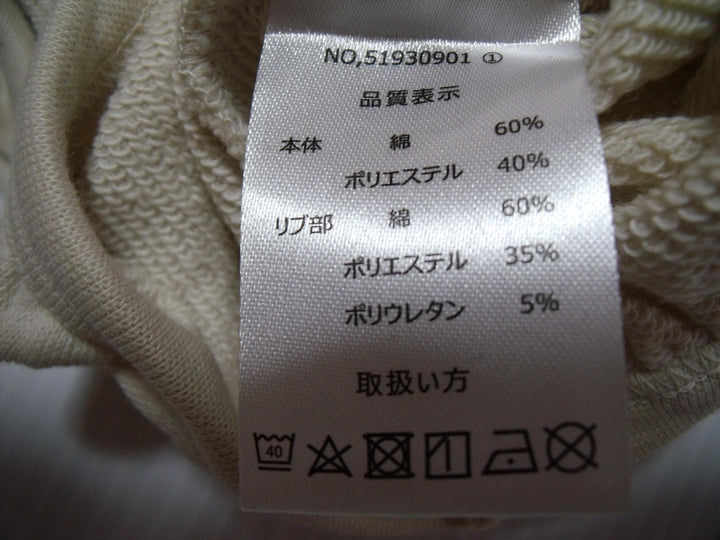 NO,51930901 ①
品質表示
本体 綿 60%
ポリエステル 40%
リブ部 綿 60%
ポリエステル 35%
ポリウレタン 5%
取扱い方
40